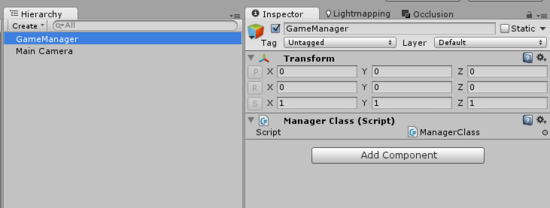 Hierarchy
Create All
GameManager
Main Camera
Inspector Lightmapping Occlusion
GameManager Static
Tag Untagged Layer Default
Transform
P X 0 Y 0 Z 0
R X 0 Y 0 Z 0
S X 1 Y 1 Z 1
Manager Class (Script)
Script ManagerClass
Add Component